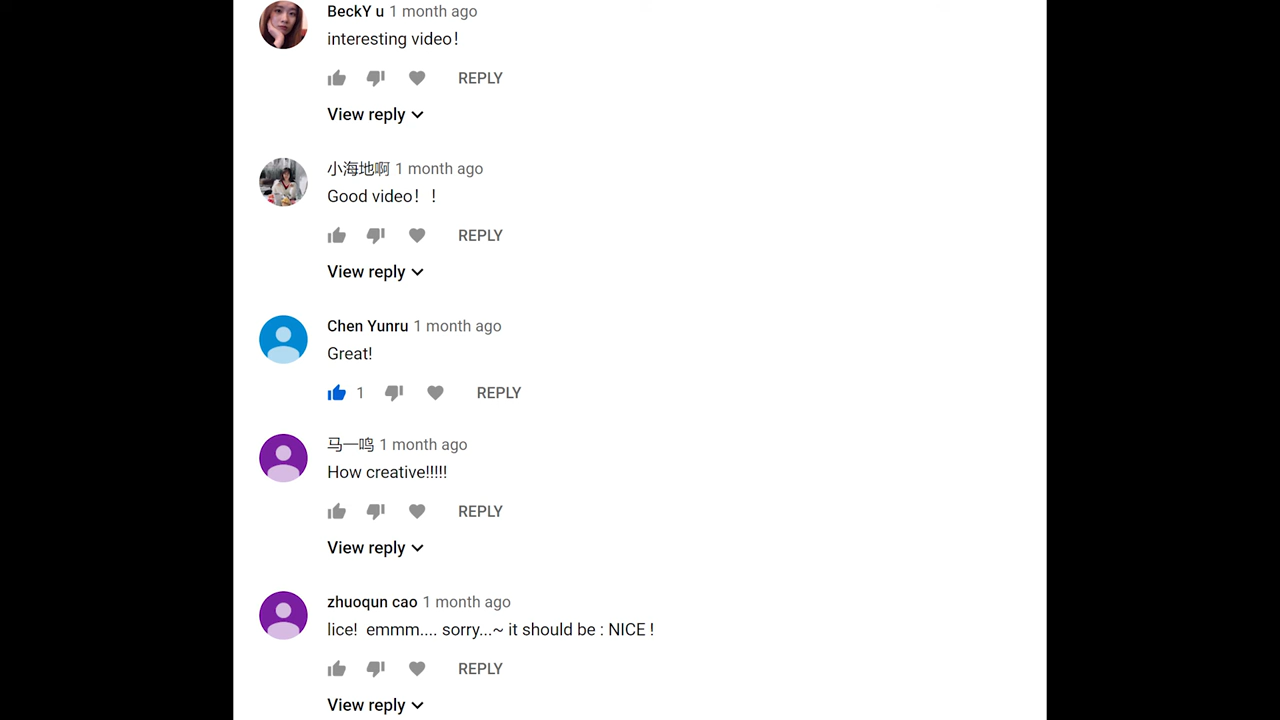 BeckY u 1 month ago
interesting video！
REPLY
View reply
小海地啊 1 month ago
Good video！！
REPLY
View reply
Chen Yunru 1 month ago
Great!
1 REPLY
马一鸣 1 month ago
How creative!!!!!
REPLY
View reply
zhuoqun cao 1 month ago
lice!  emmm.... sorry...~ it should be : NICE !
REPLY
View reply